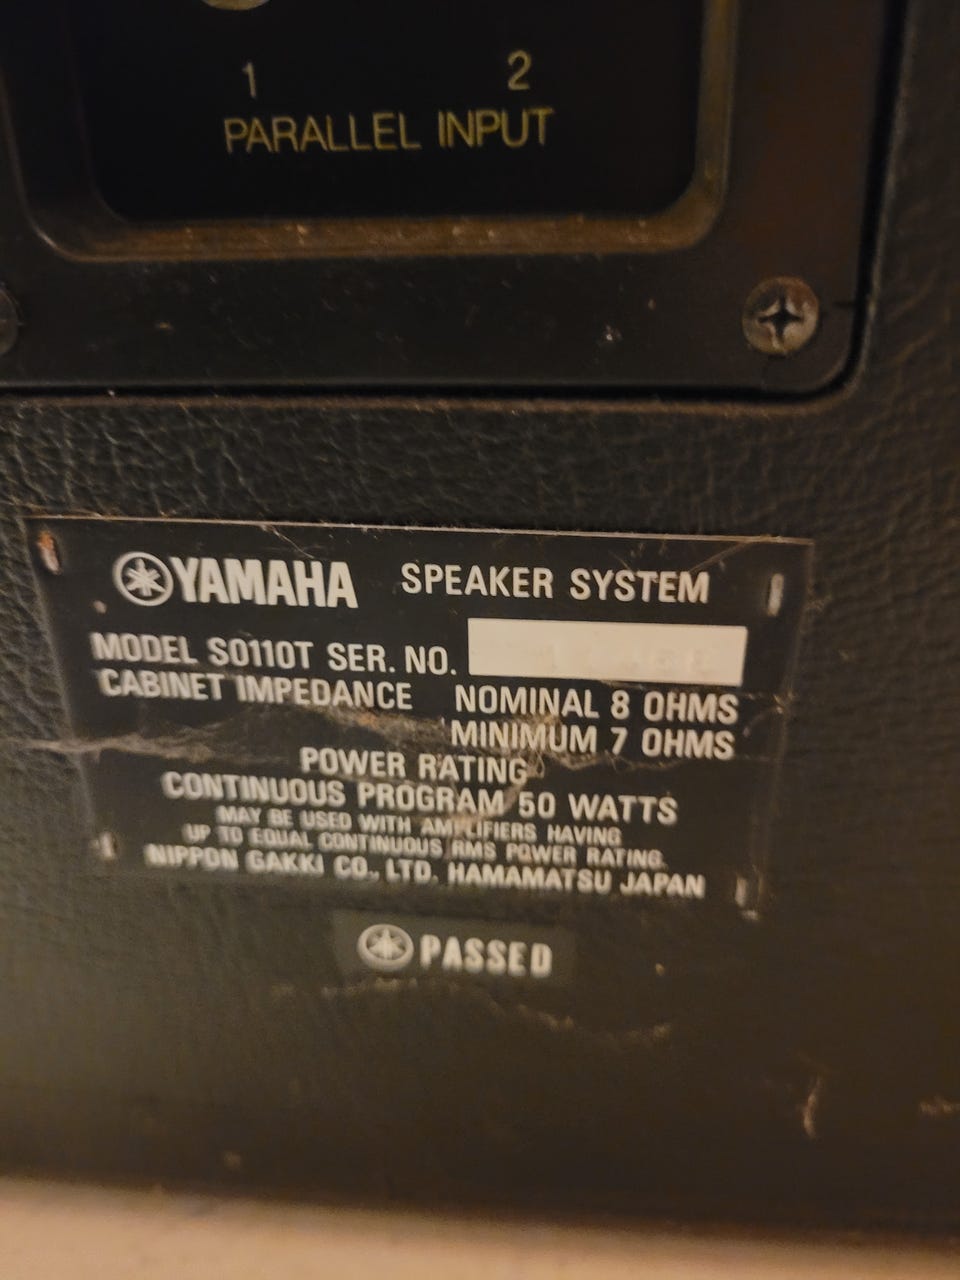 1 2
PARALLEL INPUT
YAMAHA SPEAKER SYSTEM
MODEL S0110T SER. NO.
CABINET IMPEDANCE NOMINAL 8 OHMS
MINIMUM 7 OHMS
POWER RATING
CONTINUOUS PROGRAM 50 WATTS
MAY BE USED WITH AMPLIFIERS HAVING
UP TO EQUAL CONTINUOUS RMS POWER RATING.
NIPPON GAKKI CO., LTD. HAMAMATSU JAPAN
PASSED